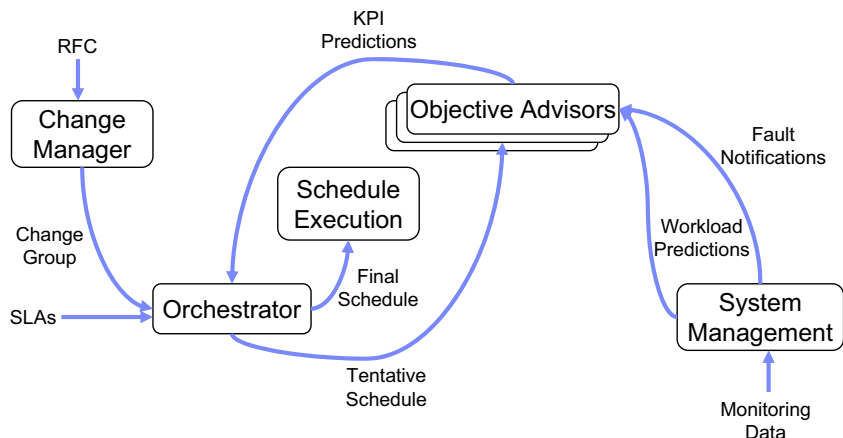 KPI
Predictions
RFC
Objective Advisors
Change
Manager
Fault
Notifications
Schedule
Execution
Workload
Predictions
Change
Group
Final
Schedule
Orchestrator
System
Management
SLAs
Tentative
Schedule
Monitoring
Data